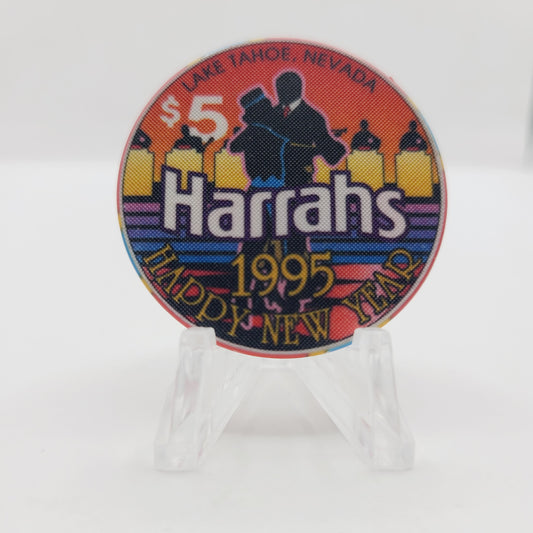 LAKE TAHOE, NEVADA
$5
Harrahs
1995
HAPPY NEW YEAR